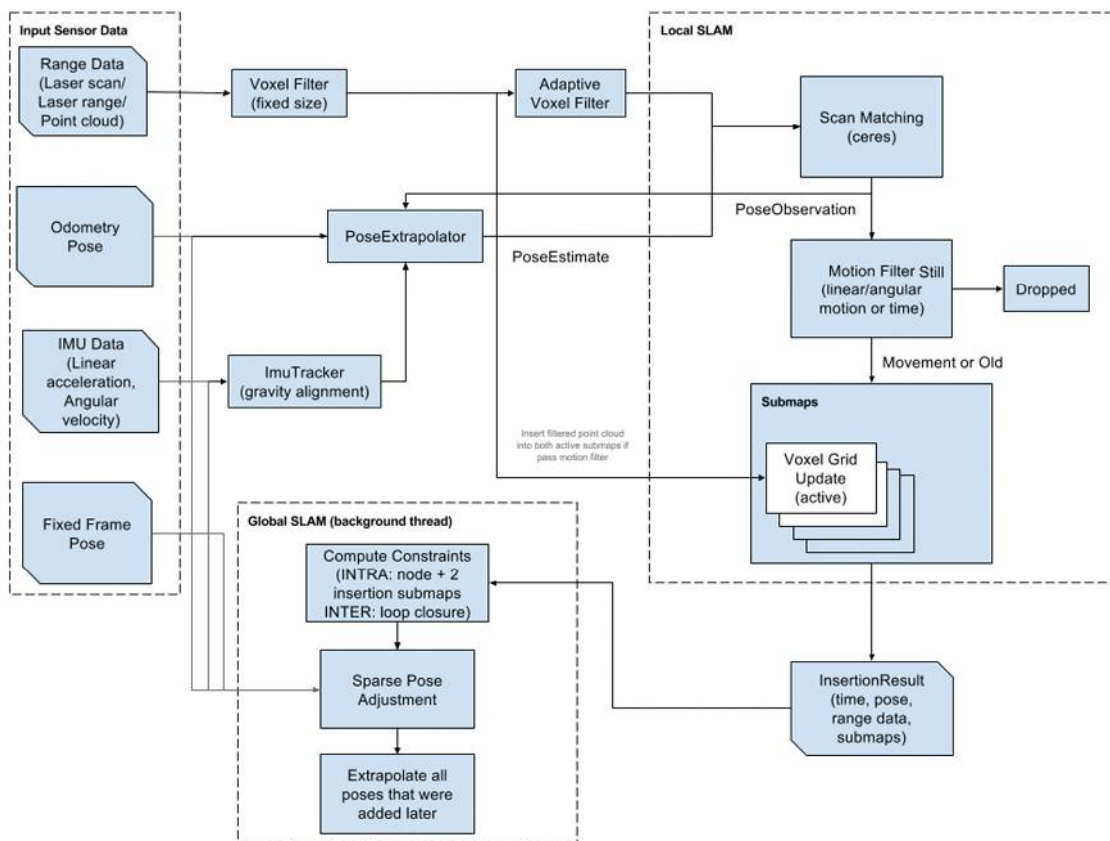 Input Sensor Data
Range Data
(Laser scan/
Laser range/
Point cloud)
Voxel Filter
(fixed size)
Adaptive
Voxel Filter
Local SLAM
Scan Matching
(ceres)
Odometry
Pose
PoseExtrapolator
PoseEstimate
PoseObservation
Motion Filter Still
(linear/angular
motion or time)
Dropped
IMU Data
(Linear
acceleration,
Angular
velocity)
ImuTracker
(gravity alignment)
Movement or Old
Submaps
Voxel Grid
Update
(active)
Insert filtered point cloud
into both active submaps if
pass motion filter
Fixed Frame
Pose
Global SLAM (background thread)
Compute Constraints
(INTRA: node + 2
insertion submaps
INTER: loop closure)
Sparse Pose
Adjustment
Extrapolate all
poses that were
added later
InsertionResult
(time, pose,
range data,
submaps)